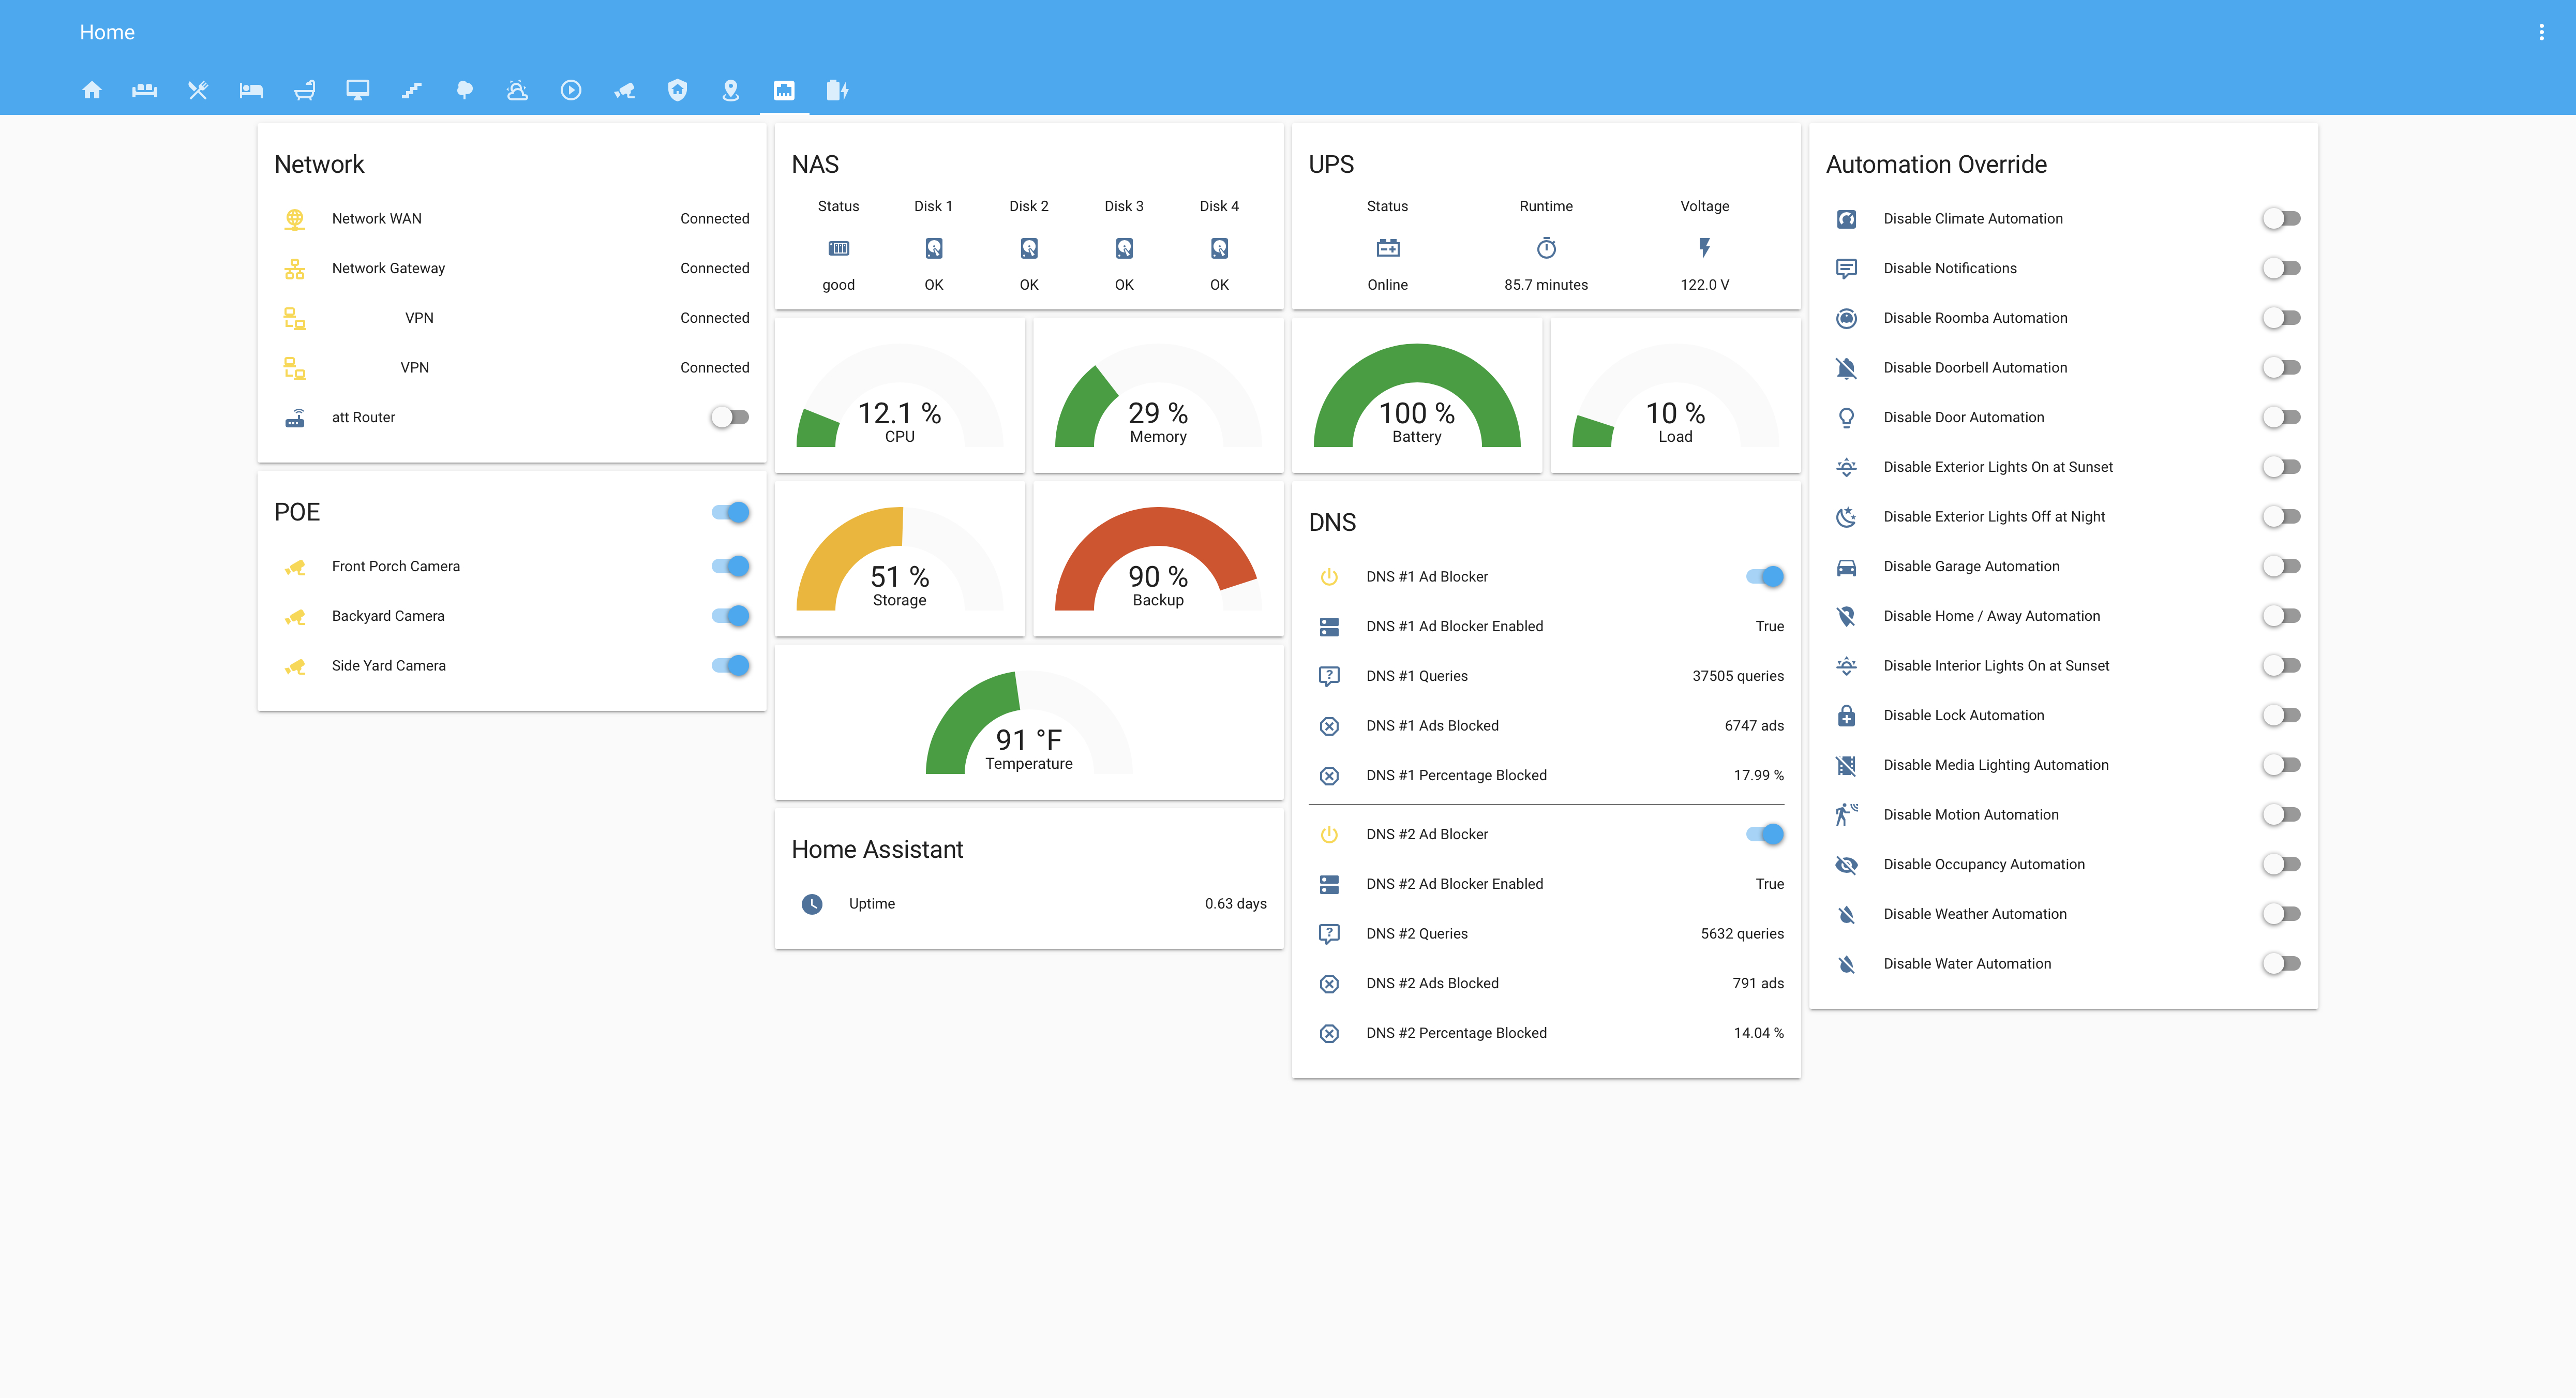 Home
Network
Network WAN Connected
Network Gateway Connected
VPN Connected
VPN Connected
att Router
POE
Front Porch Camera
Backyard Camera
Side Yard Camera
NAS
Status Disk 1 Disk 2 Disk 3 Disk 4
good OK OK OK OK
12.1 %
CPU
29 %
Memory
51 %
Storage
90 %
Backup
91 °F
Temperature
Home Assistant
Uptime 0.63 days
UPS
Status Runtime Voltage
Online 85.7 minutes 122.0 V
100 %
Battery
10 %
Load
DNS
DNS #1 Ad Blocker
DNS #1 Ad Blocker Enabled True
DNS #1 Queries 37505 queries
DNS #1 Ads Blocked 6747 ads
DNS #1 Percentage Blocked 17.99 %
DNS #2 Ad Blocker
DNS #2 Ad Blocker Enabled True
DNS #2 Queries 5632 queries
DNS #2 Ads Blocked 791 ads
DNS #2 Percentage Blocked 14.04 %
Automation Override
Disable Climate Automation
Disable Notifications
Disable Roomba Automation
Disable Doorbell Automation
Disable Door Automation
Disable Exterior Lights On at Sunset
Disable Exterior Lights Off at Night
Disable Garage Automation
Disable Home / Away Automation
Disable Interior Lights On at Sunset
Disable Lock Automation
Disable Media Lighting Automation
Disable Motion Automation
Disable Occupancy Automation
Disable Weather Automation
Disable Water Automation